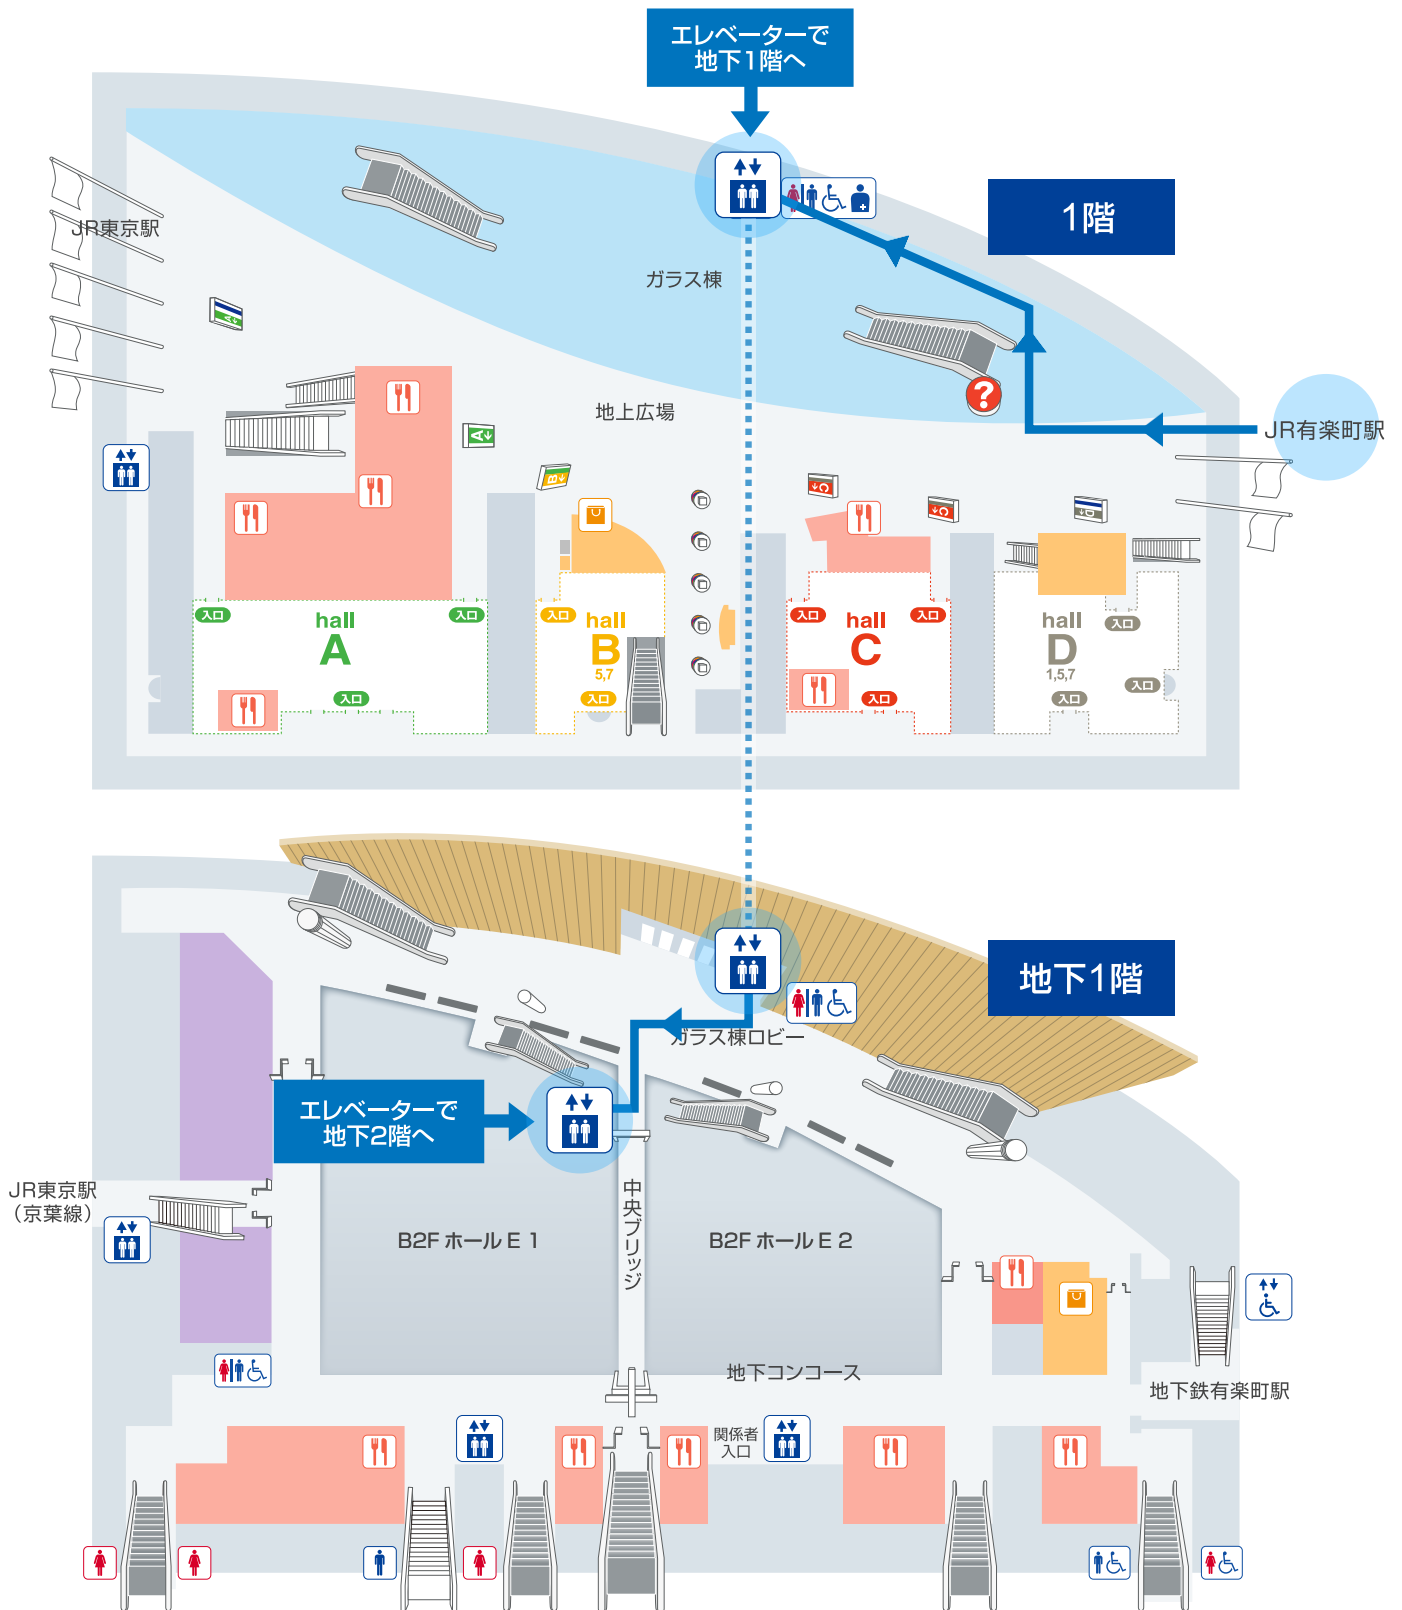 エレベーターで
地下1階へ
1階
JR東京駅
ガラス棟
地上広場
?
JR有楽町駅
A
A
B
C
C
D
入口
hall
A
入口
入口
入口
hall
B
5,7
入口
入口
hall
C
入口
入口
hall
D
1,5,7
入口
入口
入口
地下1階
ガラス棟ロビー
エレベーターで
地下2階へ
JR東京駅
(京葉線)
中央ブリッジ
B2F ホール E 1
B2F ホール E 2
地下コンコース
地下鉄有楽町駅
関係者
入口